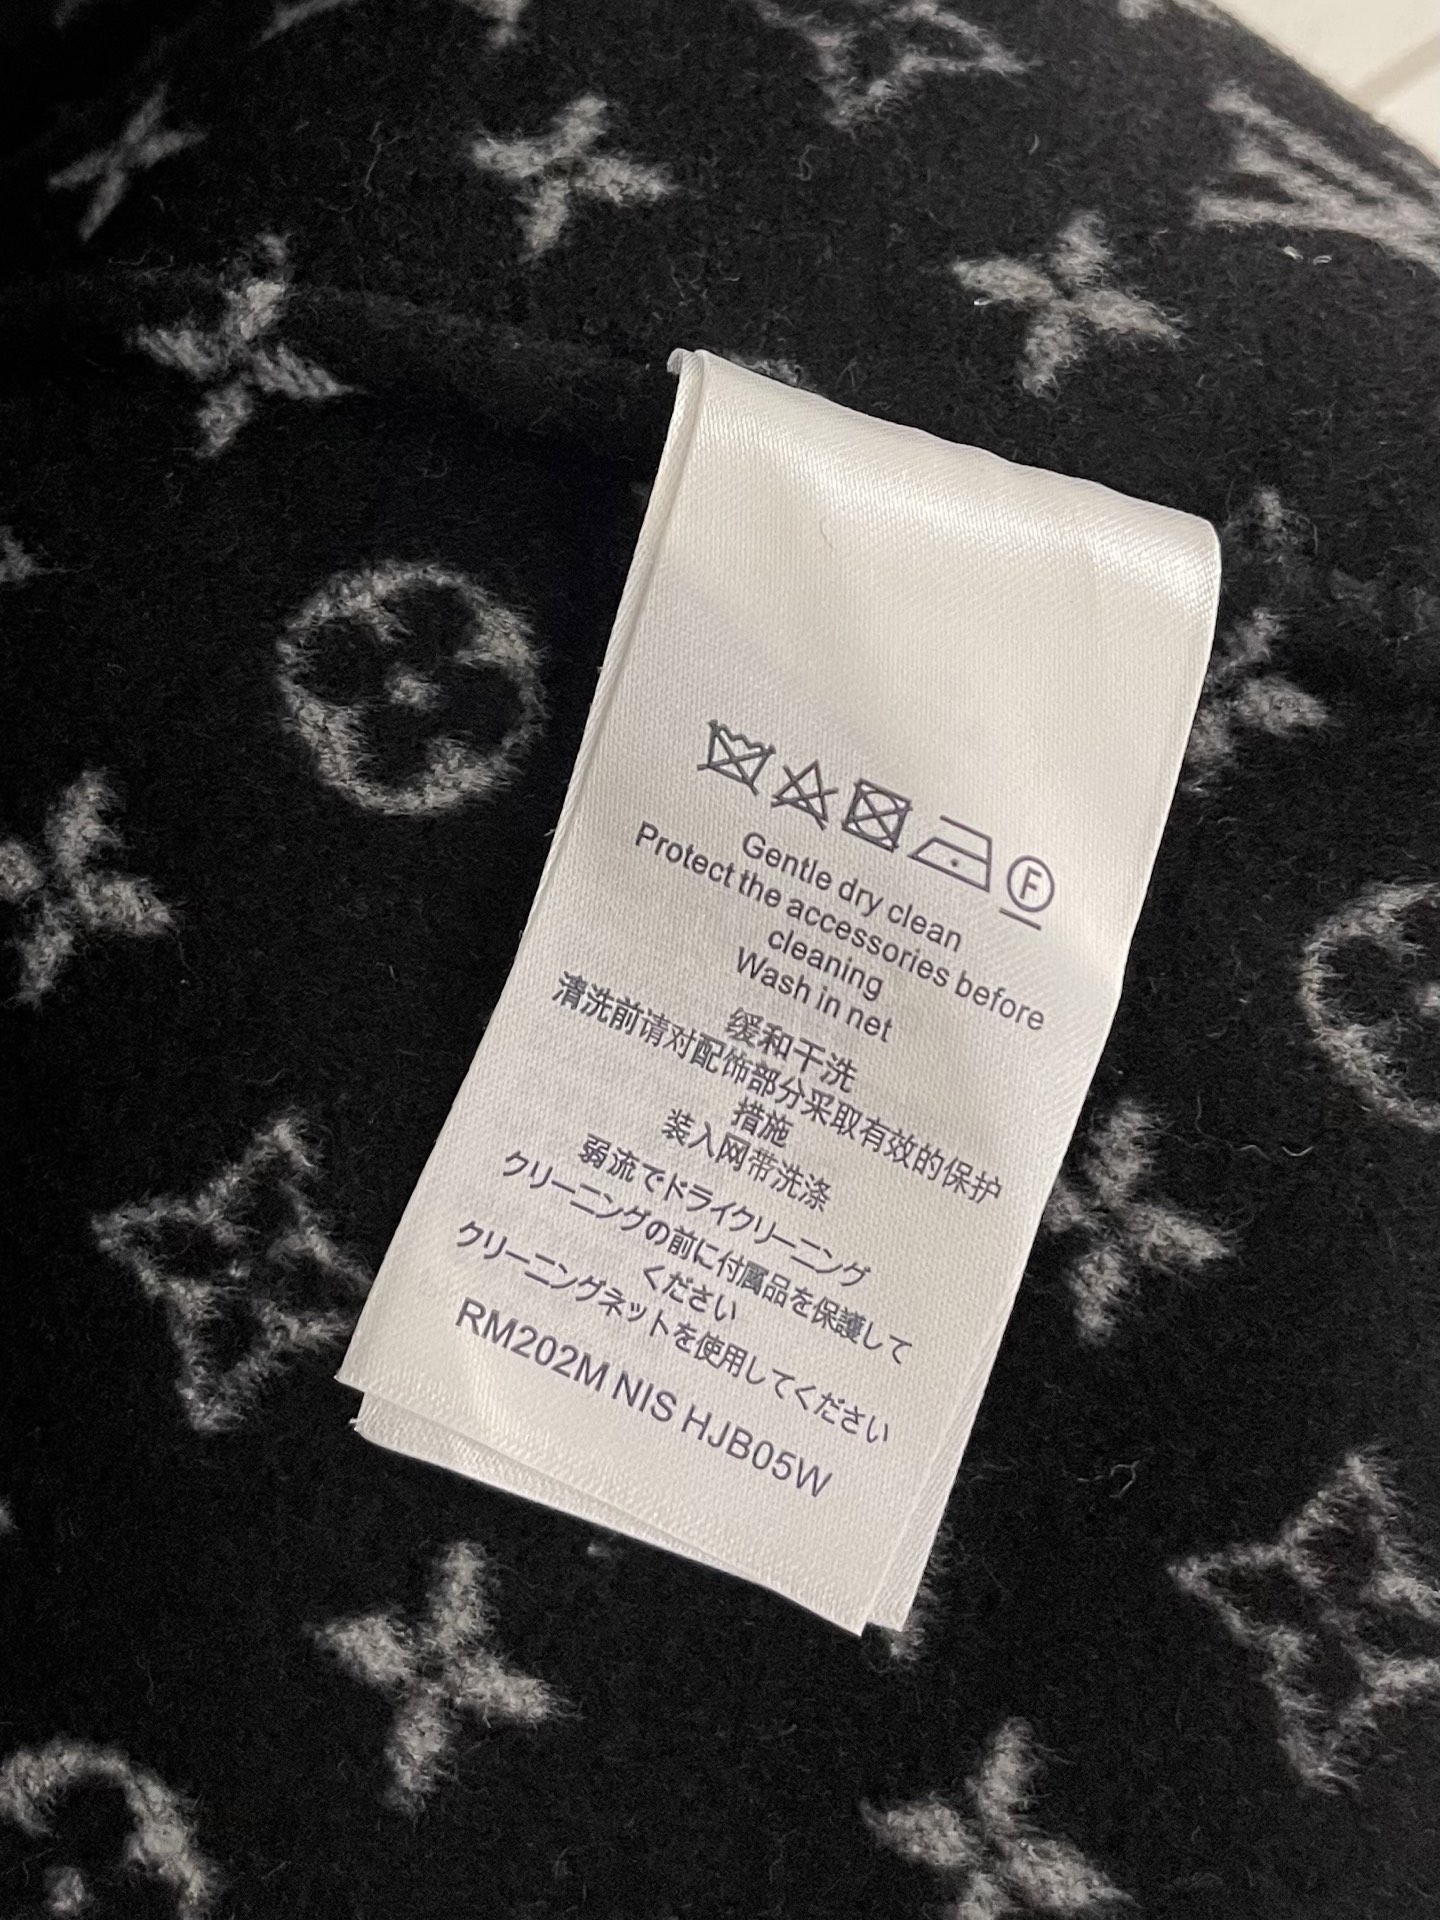 F
Gentle dry clean
Protect the accessories before
cleaning
Wash in net
缓和干洗
清洗前请对配饰部分采取有效的保护
措施
装入网带洗涤
弱流でドライクリーニング
クリーニングの前に付属品を保護して
ください
クリーニングネットを使用してください
RM202M NIS HJB05W